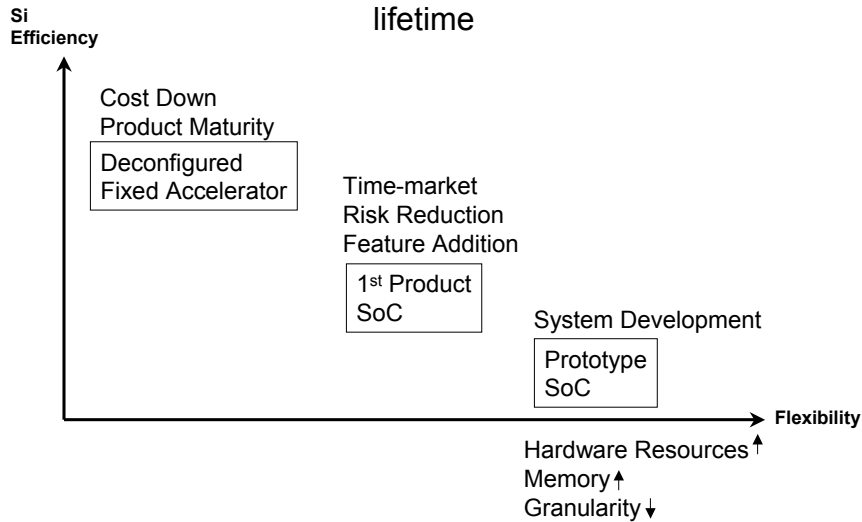 lifetime
Si
Efficiency
Cost Down
Product Maturity
Deconfigured
Fixed Accelerator
Time-market
Risk Reduction
Feature Addition
1st Product
SoC
System Development
Prototype
SoC
Flexibility
Hardware Resources ↑
Memory ↑
Granularity ↓